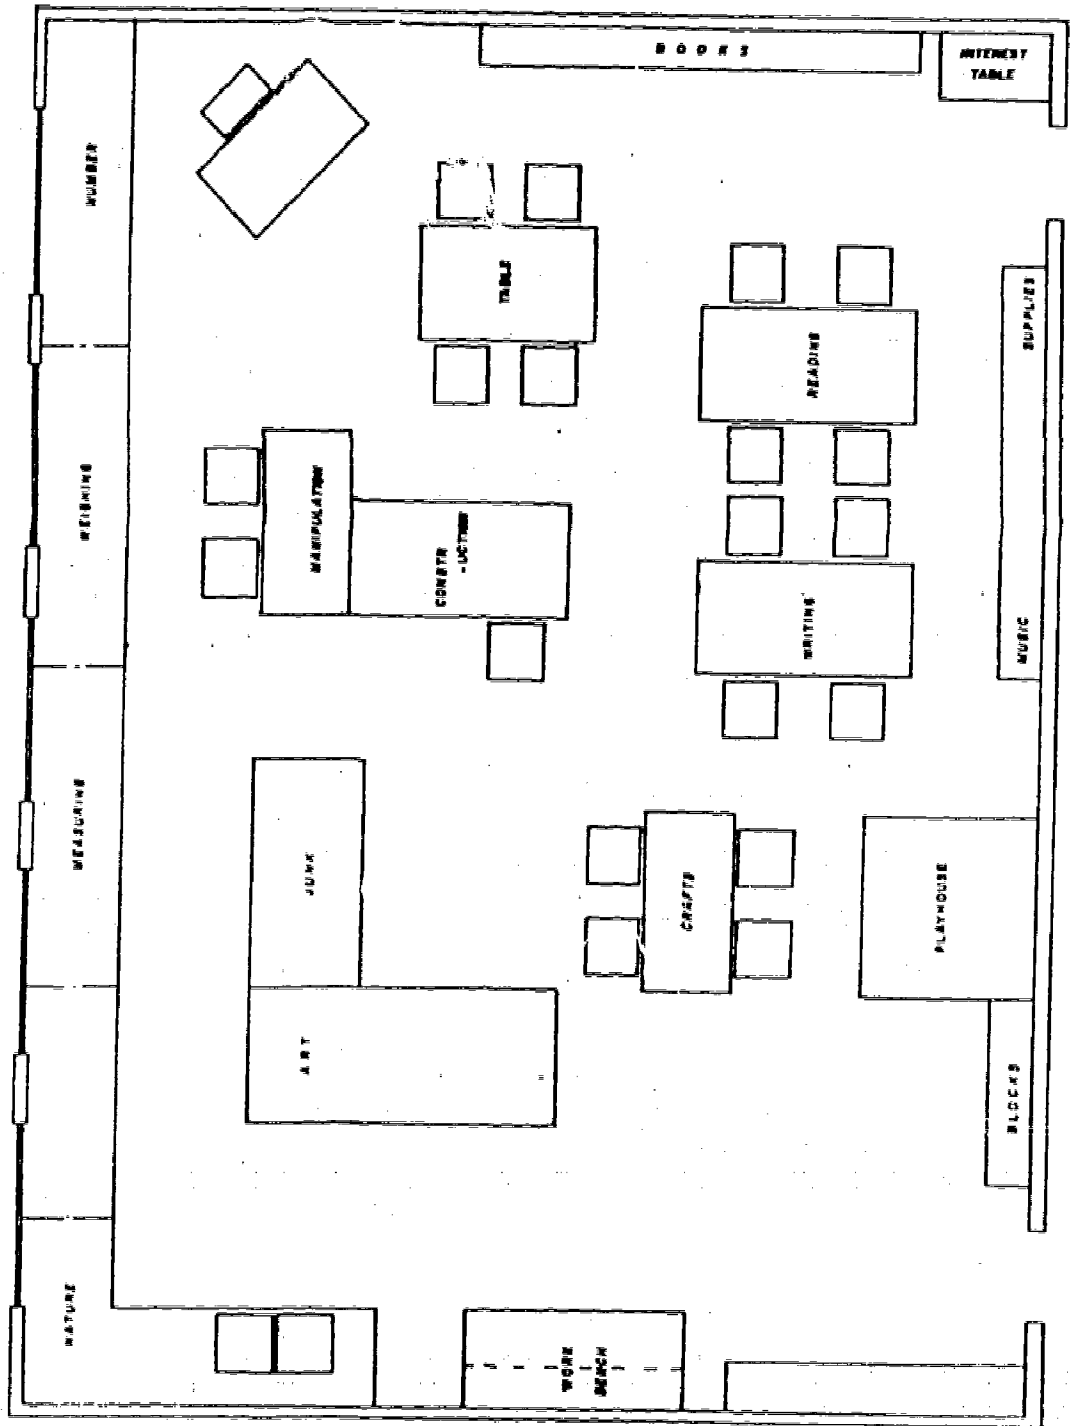 BOOKS
INTEREST
TABLE
NUMBER
TABLE
SUPPLIES
READING
WEIGHING
MANIPULATION
CONSTR
-UCTION
WRITING
MUSIC
MEASURING
JUNK
CRAFTS
PLAYHOUSE
ART
BLOCKS
NATURE
WORK
BENCH